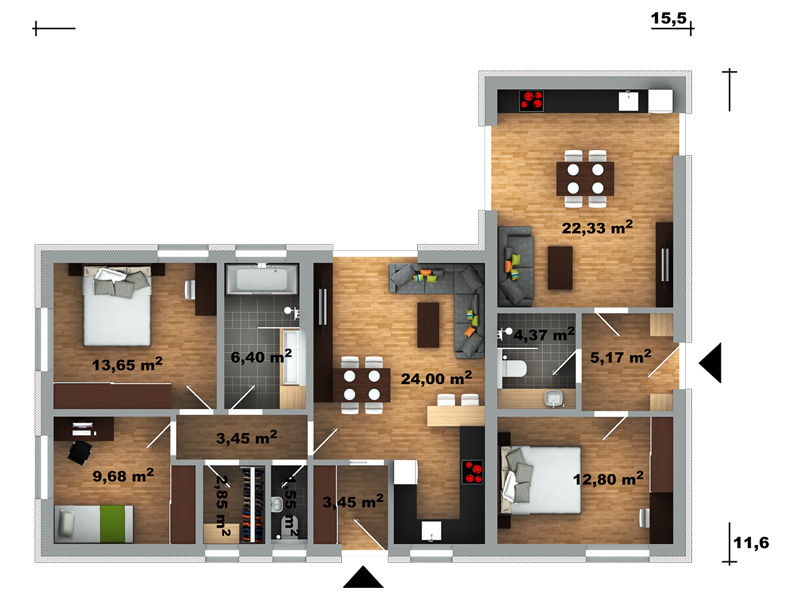 15,5
22,33 m²
4,37 m²
5,17 m²
13,65 m²
6,40 m²
24,00 m²
3,45 m²
9,68 m²
2,85 m²
1,55 m²
3,45 m²
12,80 m²
11,6